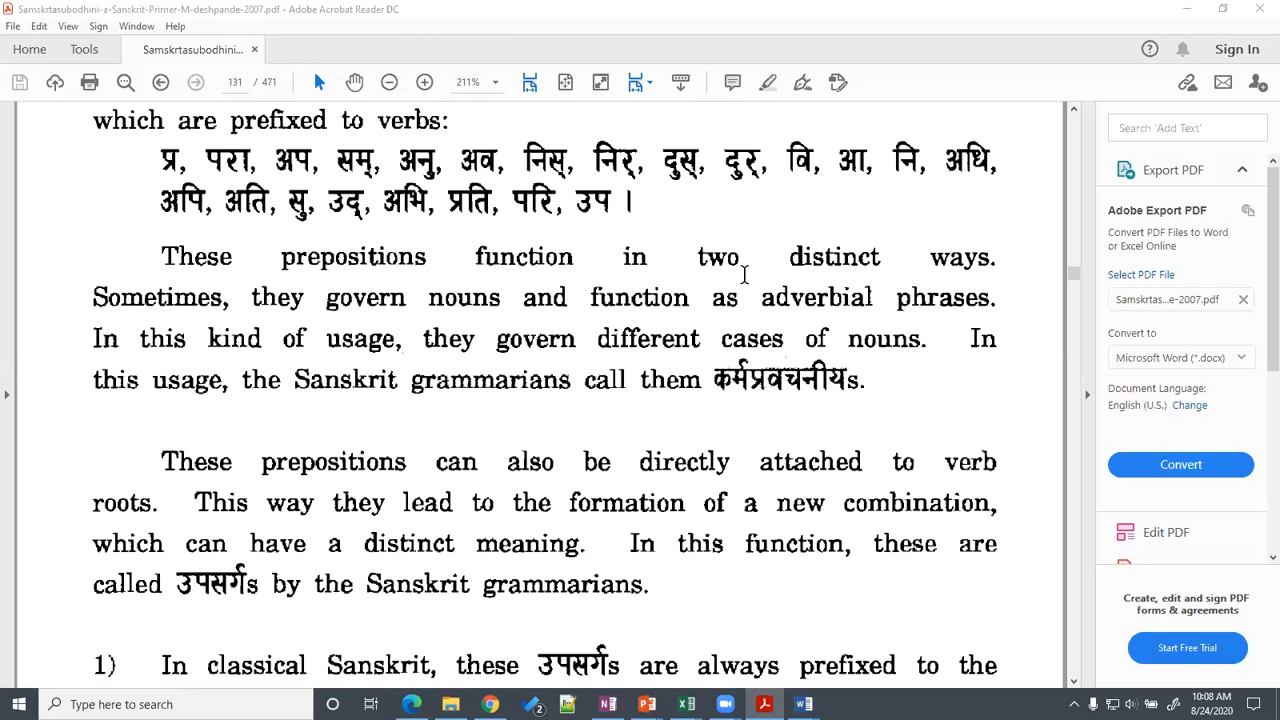 Samskrtasubodhini-a-Sanskrit-Primer-M-deshpande-2007.pdf - Adobe Acrobat Reader DC
File Edit View Sign Window Help
Home Tools Samskrtasubodhini... × Sign In
131 / 471 211%
which are prefixed to verbs:
प्र, परा, अप, सम्, अनु, अव, निस्, निर्, दुस्, दुर्, वि, आ, नि, अधि,
अपि, अति, सु, उद्, अभि, प्रति, परि, उप ।
These prepositions function in two distinct ways.
Sometimes, they govern nouns and function as adverbial phrases.
In this kind of usage, they govern different cases of nouns. In
this usage, the Sanskrit grammarians call them कर्मप्रवचनीयs.
These prepositions can also be directly attached to verb
roots. This way they lead to the formation of a new combination,
which can have a distinct meaning. In this function, these are
called उपसर्गs by the Sanskrit grammarians.
1) In classical Sanskrit, these उपसर्गs are always prefixed to the
Search 'Add Text'
Export PDF
Adobe Export PDF
Convert PDF Files to Word
or Excel Online
Select PDF File
Samskrtas...e-2007.pdf
Convert to
Microsoft Word (*.docx)
Document Language:
English (U.S.) Change
Convert
Edit PDF
Create, edit and sign PDF
forms & agreements
Start Free Trial
Type here to search
2
10:08 AM
8/24/2020